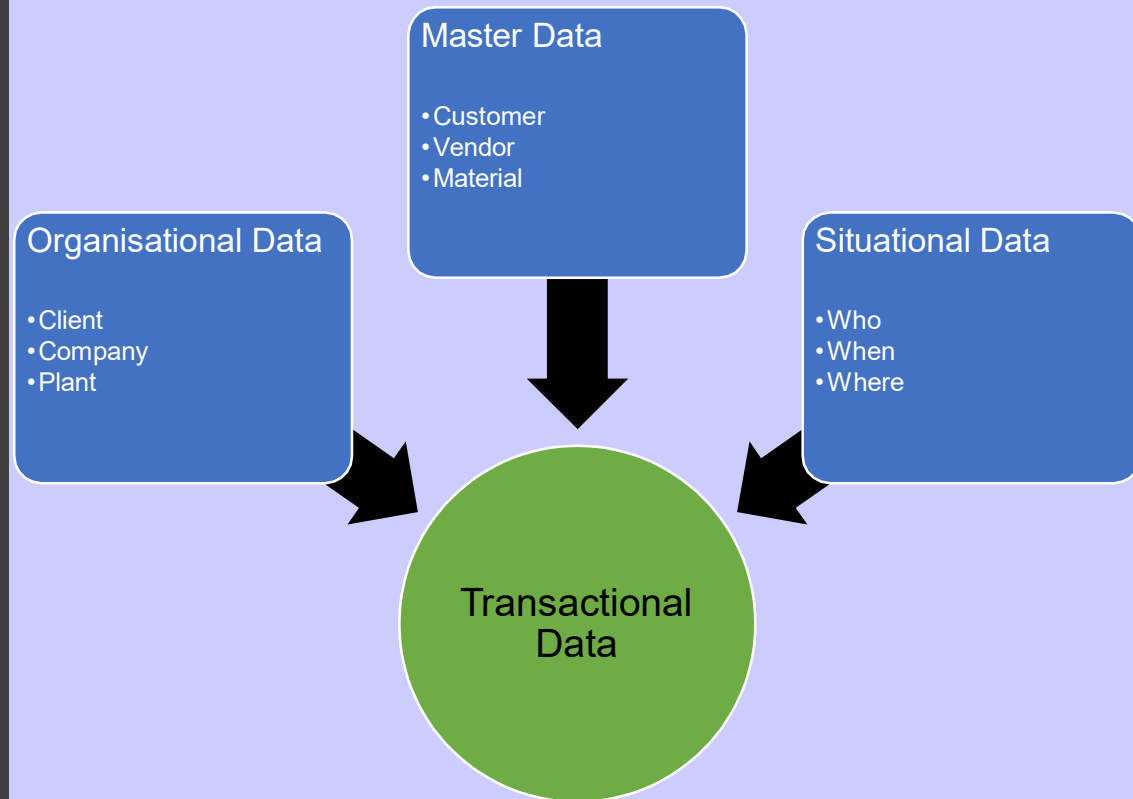 Master Data
•Customer
•Vendor
•Material
Organisational Data
•Client
•Company
•Plant
Situational Data
•Who
•When
•Where
Transactional
Data